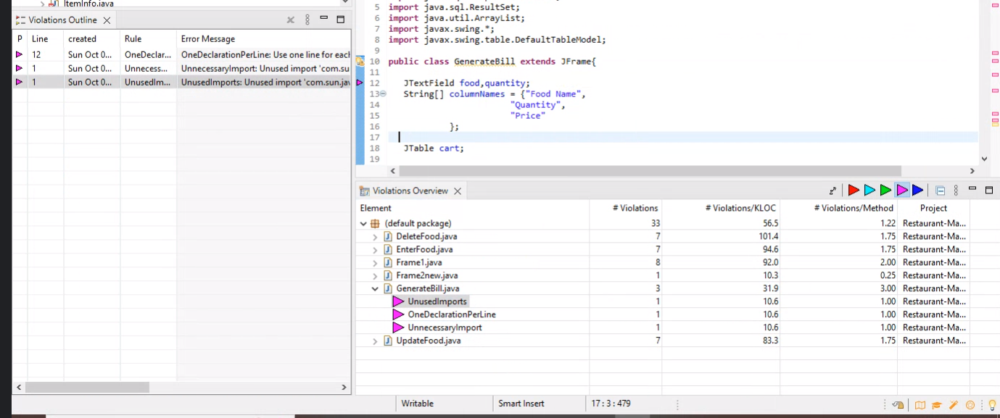 ItemInfo.java
Violations Outline
P Line created Rule Error Message
12 Sun Oct 0... OneDeclar... OneDeclarationPerLine: Use one line for each
1 Sun Oct 0... Unnecess... UnnecessaryImport: Unused import 'com.su
1 Sun Oct 0... UnusedIm... UnusedImports: Unused import 'com.sun.jav
5 import java.sql.ResultSet;
6 import java.util.ArrayList;
7 import javax.swing.*;
8 import javax.swing.table.DefaultTableModel;
9
10 public class GenerateBill extends JFrame{
11
12 JTextField food,quantity;
13 String[] columnNames = {"Food Name",
14 "Quantity",
15 "Price"
16 };
17
18 JTable cart;
19
Violations Overview
Element # Violations # Violations/KLOC # Violations/Method Project
(default package) 33 56.5 1.22 Restaurant-Ma...
DeleteFood.java 7 101.4 1.75 Restaurant-Ma...
EnterFood.java 7 94.6 1.75 Restaurant-Ma...
Frame1.java 8 92.0 2.00 Restaurant-Ma...
Frame2new.java 1 10.3 0.25 Restaurant-Ma...
GenerateBill.java 3 31.9 3.00 Restaurant-Ma...
UnusedImports 1 10.6 1.00 Restaurant-Ma...
OneDeclarationPerLine 1 10.6 1.00 Restaurant-Ma...
UnnecessaryImport 1 10.6 1.00 Restaurant-Ma...
UpdateFood.java 7 83.3 1.75 Restaurant-Ma...
Writable Smart Insert 17 : 3 : 479